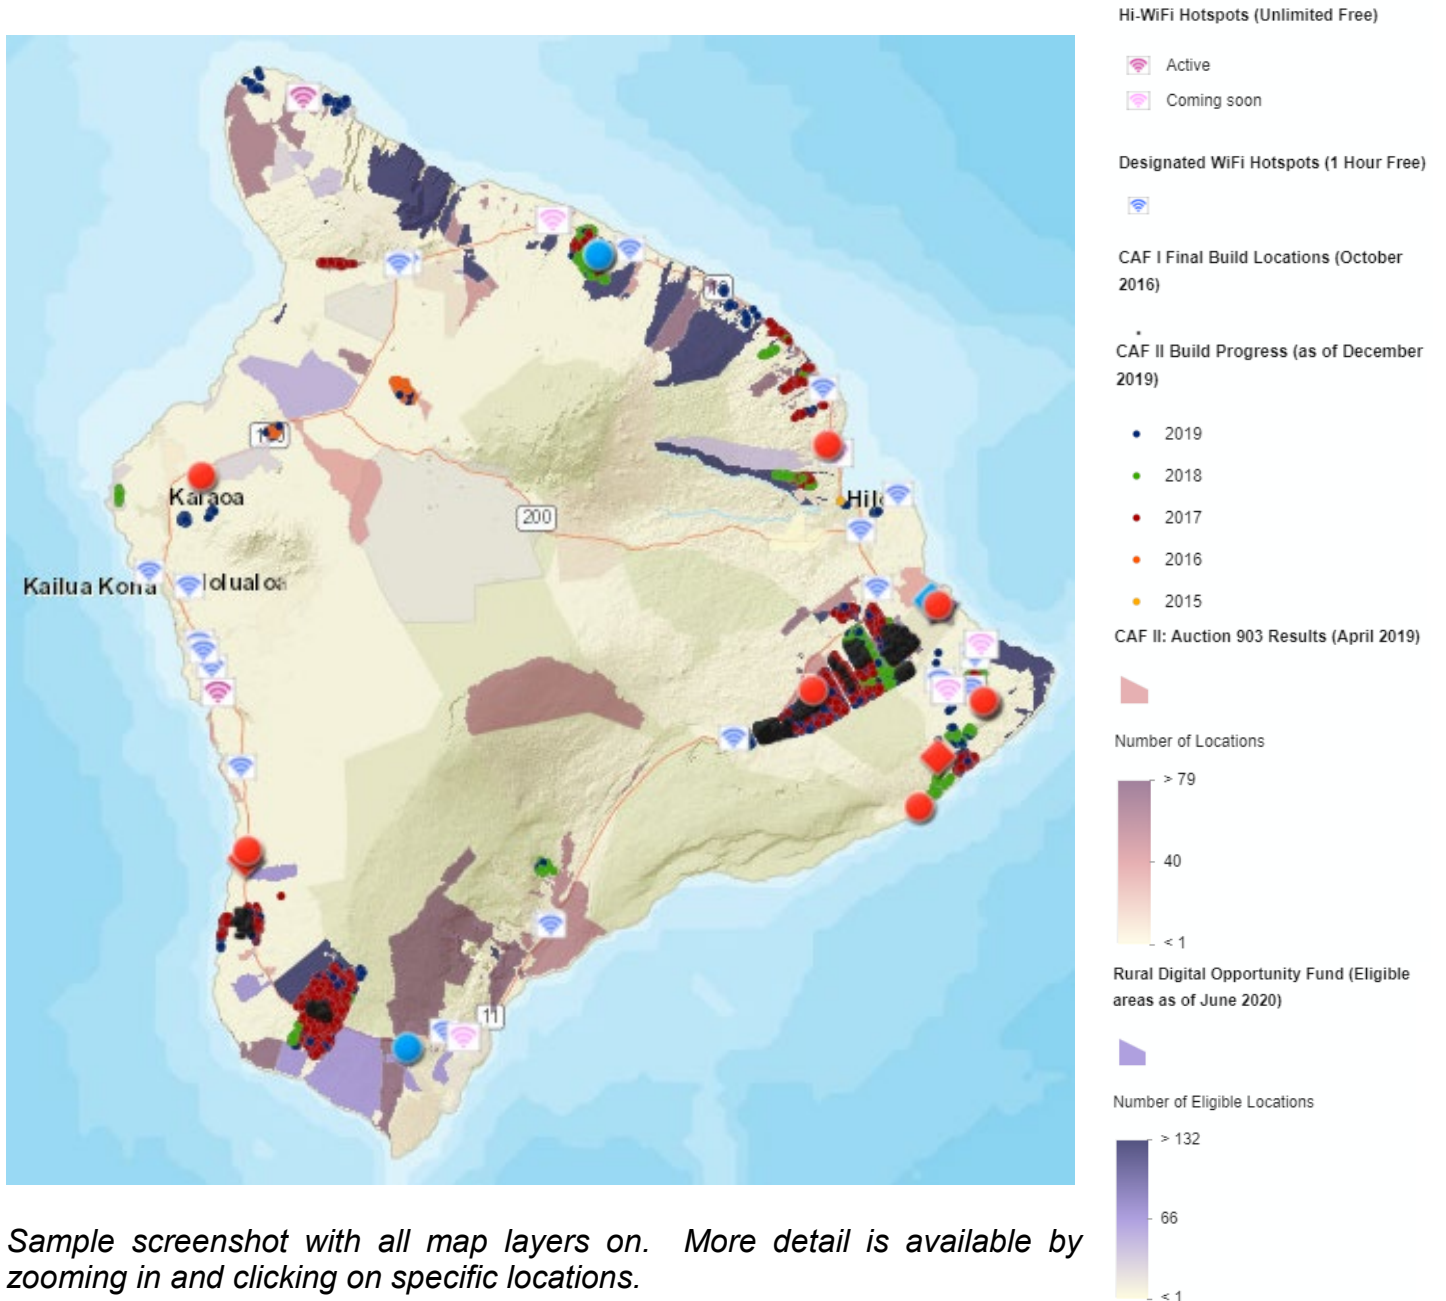 Hi-WiFi Hotspots (Unlimited Free)
Active
Coming soon
Designated WiFi Hotspots (1 Hour Free)
CAF I Final Build Locations (October
2016)
CAF II Build Progress (as of December
2019)
2019
2018
2017
2016
2015
CAF II: Auction 903 Results (April 2019)
Number of Locations
> 79
40
< 1
Rural Digital Opportunity Fund (Eligible
areas as of June 2020)
Number of Eligible Locations
> 132
66
< 1
200
Kailua Kona
11
Sample screenshot with all map layers on. More detail is available by
zooming in and clicking on specific locations.